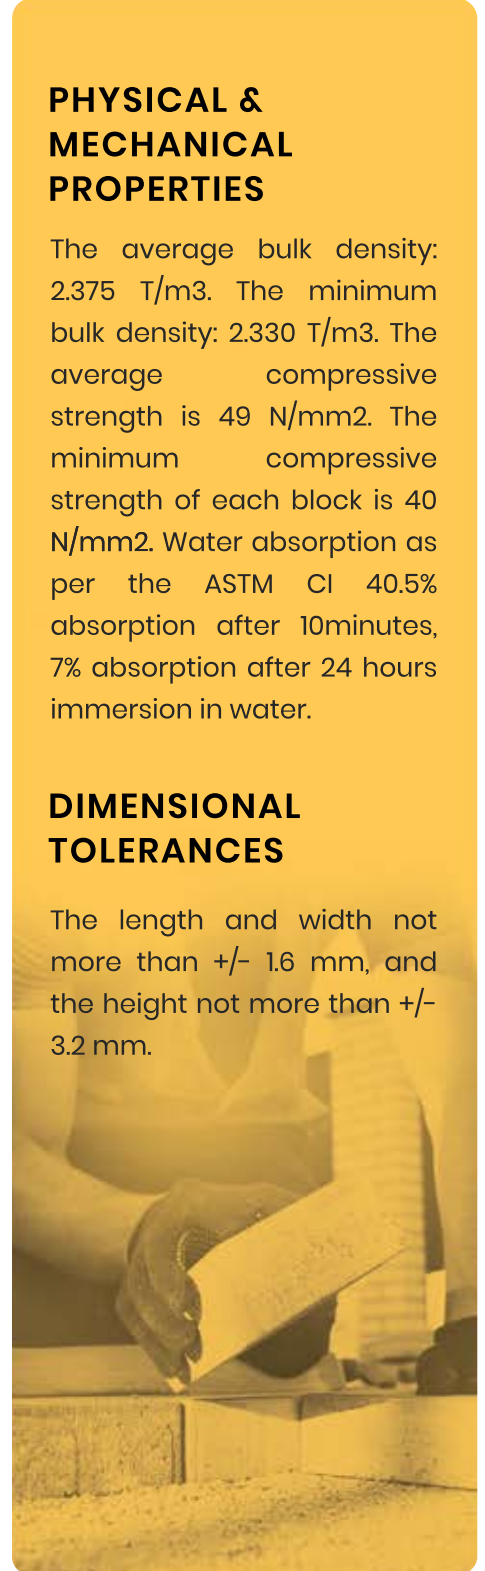 PHYSICAL &
MECHANICAL
PROPERTIES
The average bulk density:
2.375 T/m3. The minimum
bulk density: 2.330 T/m3. The
average compressive
strength is 49 N/mm2. The
minimum compressive
strength of each block is 40
N/mm2. Water absorption as
per the ASTM CI 40.5%
absorption after 10minutes,
7% absorption after 24 hours
immersion in water.
DIMENSIONAL
TOLERANCES
The length and width not
more than +/- 1.6 mm, and
the height not more than +/-
3.2 mm.